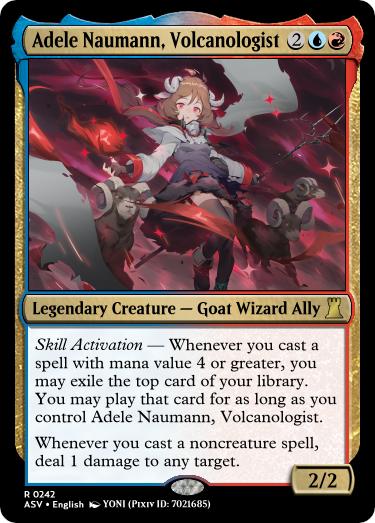 Adele Naumann, Volcanologist 2
Legendary Creature — Goat Wizard Ally
Skill Activation — Whenever you cast a
spell with mana value 4 or greater, you
may exile the top card of your library.
You may play that card for as long as you
control Adele Naumann, Volcanologist.
Whenever you cast a noncreature spell,
deal 1 damage to any target.
2/2
R 0242
ASV • English YONI (Pixiv ID: 7021685)